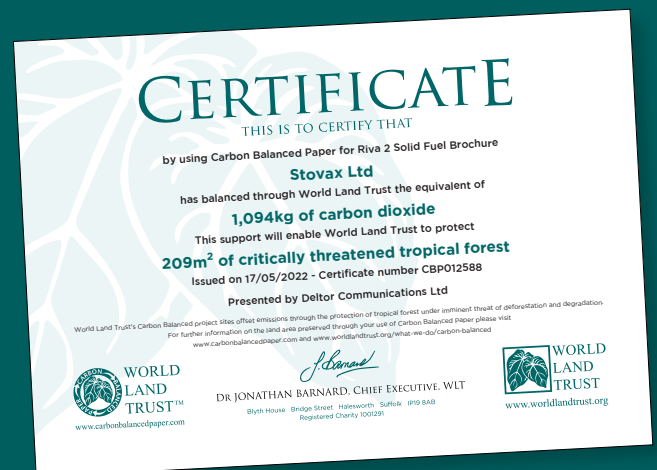 CERTIFICATE
THIS IS TO CERTIFY THAT
by using Carbon Balanced Paper for Riva 2 Solid Fuel Brochure
Stovax Ltd
has balanced through World Land Trust the equivalent of
1,094kg of carbon dioxide
This support will enable World Land Trust to protect
209m² of critically threatened tropical forest
Issued on 17/05/2022 - Certificate number CBP012588
Presented by Deltor Communications Ltd
World Land Trust's Carbon Balanced project sites offset emissions through the protection of tropical forest under imminent threat of deforestation and degradation.
For further information on the land area preserved through your use of Carbon Balanced Paper please visit
www.carbonbalancedpaper.com and www.worldlandtrust.org/what-we-do/carbon-balanced
CARBON BALANCED PAPER
WORLD
LAND
TRUST™
www.carbonbalancedpaper.com
J. Barnard
DR JONATHAN BARNARD, CHIEF EXECUTIVE, WLT
Blyth House Bridge Street Halesworth Suffolk IP19 8AB
Registered Charity 1001291
WORLD
LAND
TRUST
www.worldlandtrust.org